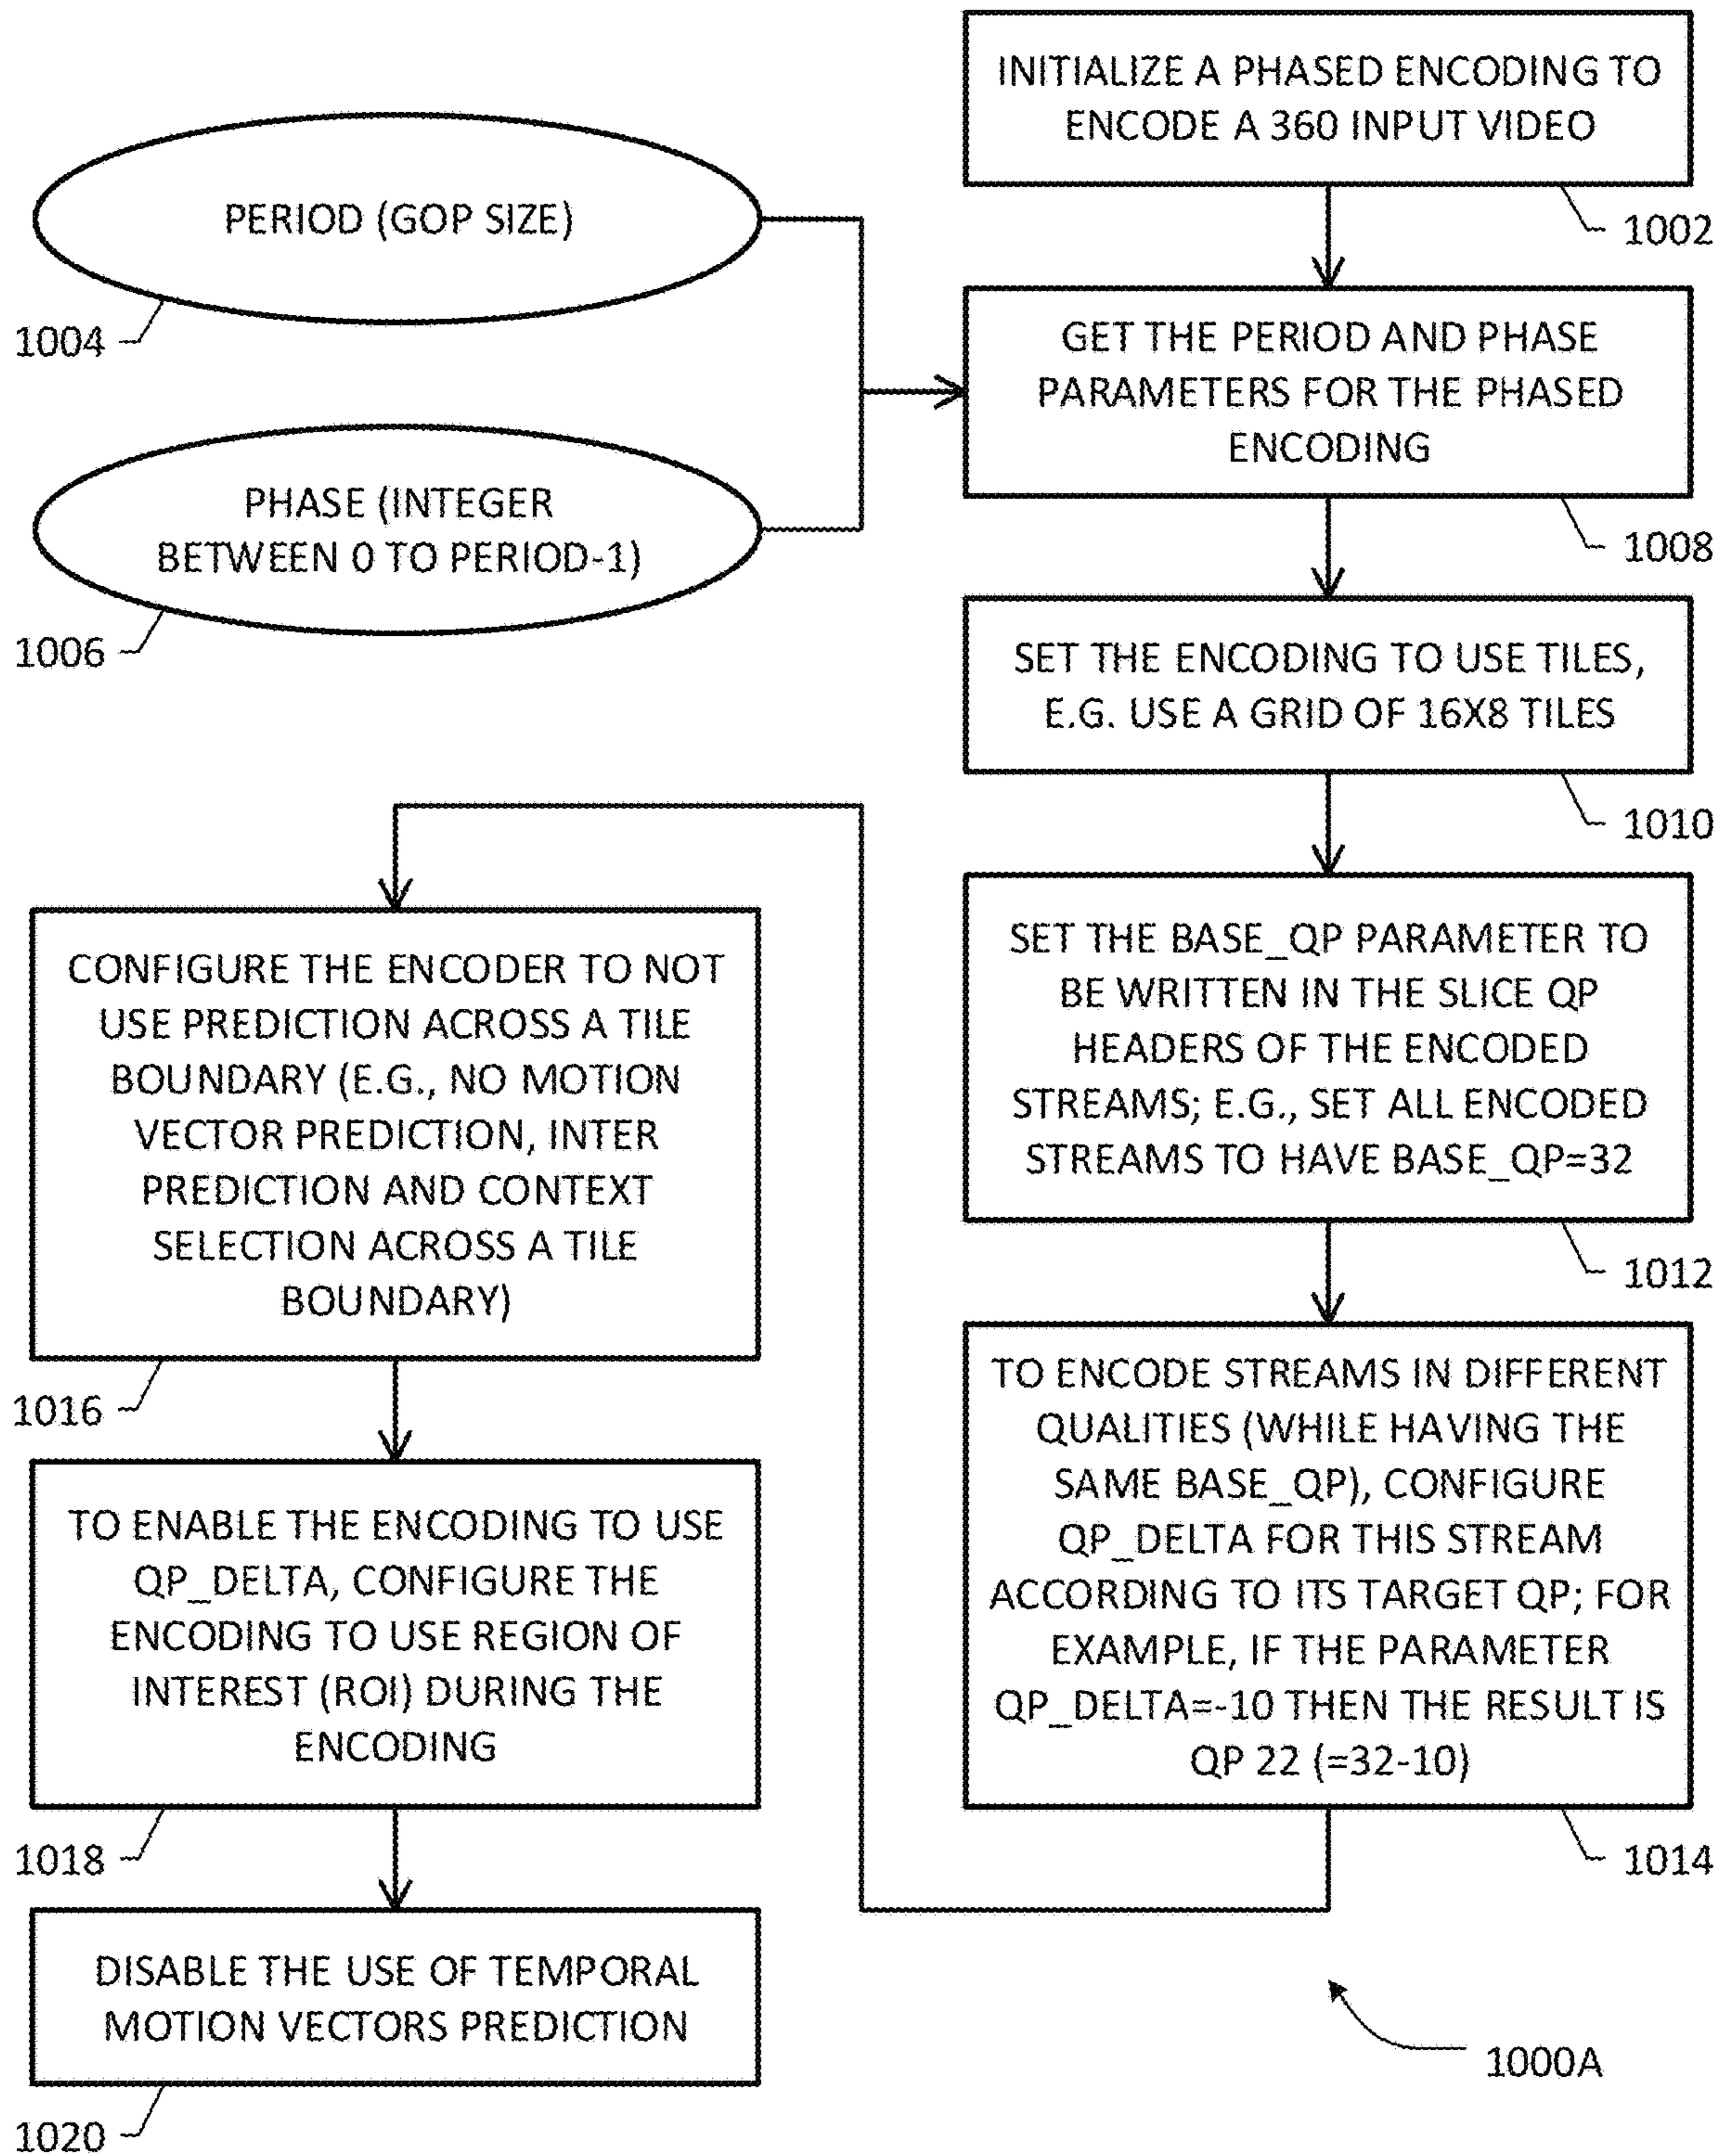 INITIALIZE A PHASED ENCODING TO
ENCODE A 360 INPUT VIDEO
1002
PERIOD (GOP SIZE)
1004
PHASE (INTEGER
BETWEEN 0 TO PERIOD-1)
1006
GET THE PERIOD AND PHASE
PARAMETERS FOR THE PHASED
ENCODING
1008
SET THE ENCODING TO USE TILES,
E.G. USE A GRID OF 16X8 TILES
1010
SET THE BASE_QP PARAMETER TO
BE WRITTEN IN THE SLICE QP
HEADERS OF THE ENCODED
STREAMS; E.G., SET ALL ENCODED
STREAMS TO HAVE BASE_QP=32
1012
TO ENCODE STREAMS IN DIFFERENT
QUALITIES (WHILE HAVING THE
SAME BASE_QP), CONFIGURE
QP_DELTA FOR THIS STREAM
ACCORDING TO ITS TARGET QP; FOR
EXAMPLE, IF THE PARAMETER
QP_DELTA=-10 THEN THE RESULT IS
QP 22 (=32-10)
1014
CONFIGURE THE ENCODER TO NOT
USE PREDICTION ACROSS A TILE
BOUNDARY (E.G., NO MOTION
VECTOR PREDICTION, INTER
PREDICTION AND CONTEXT
SELECTION ACROSS A TILE
BOUNDARY)
1016
TO ENABLE THE ENCODING TO USE
QP_DELTA, CONFIGURE THE
ENCODING TO USE REGION OF
INTEREST (ROI) DURING THE
ENCODING
1018
DISABLE THE USE OF TEMPORAL
MOTION VECTORS PREDICTION
1020
1000A